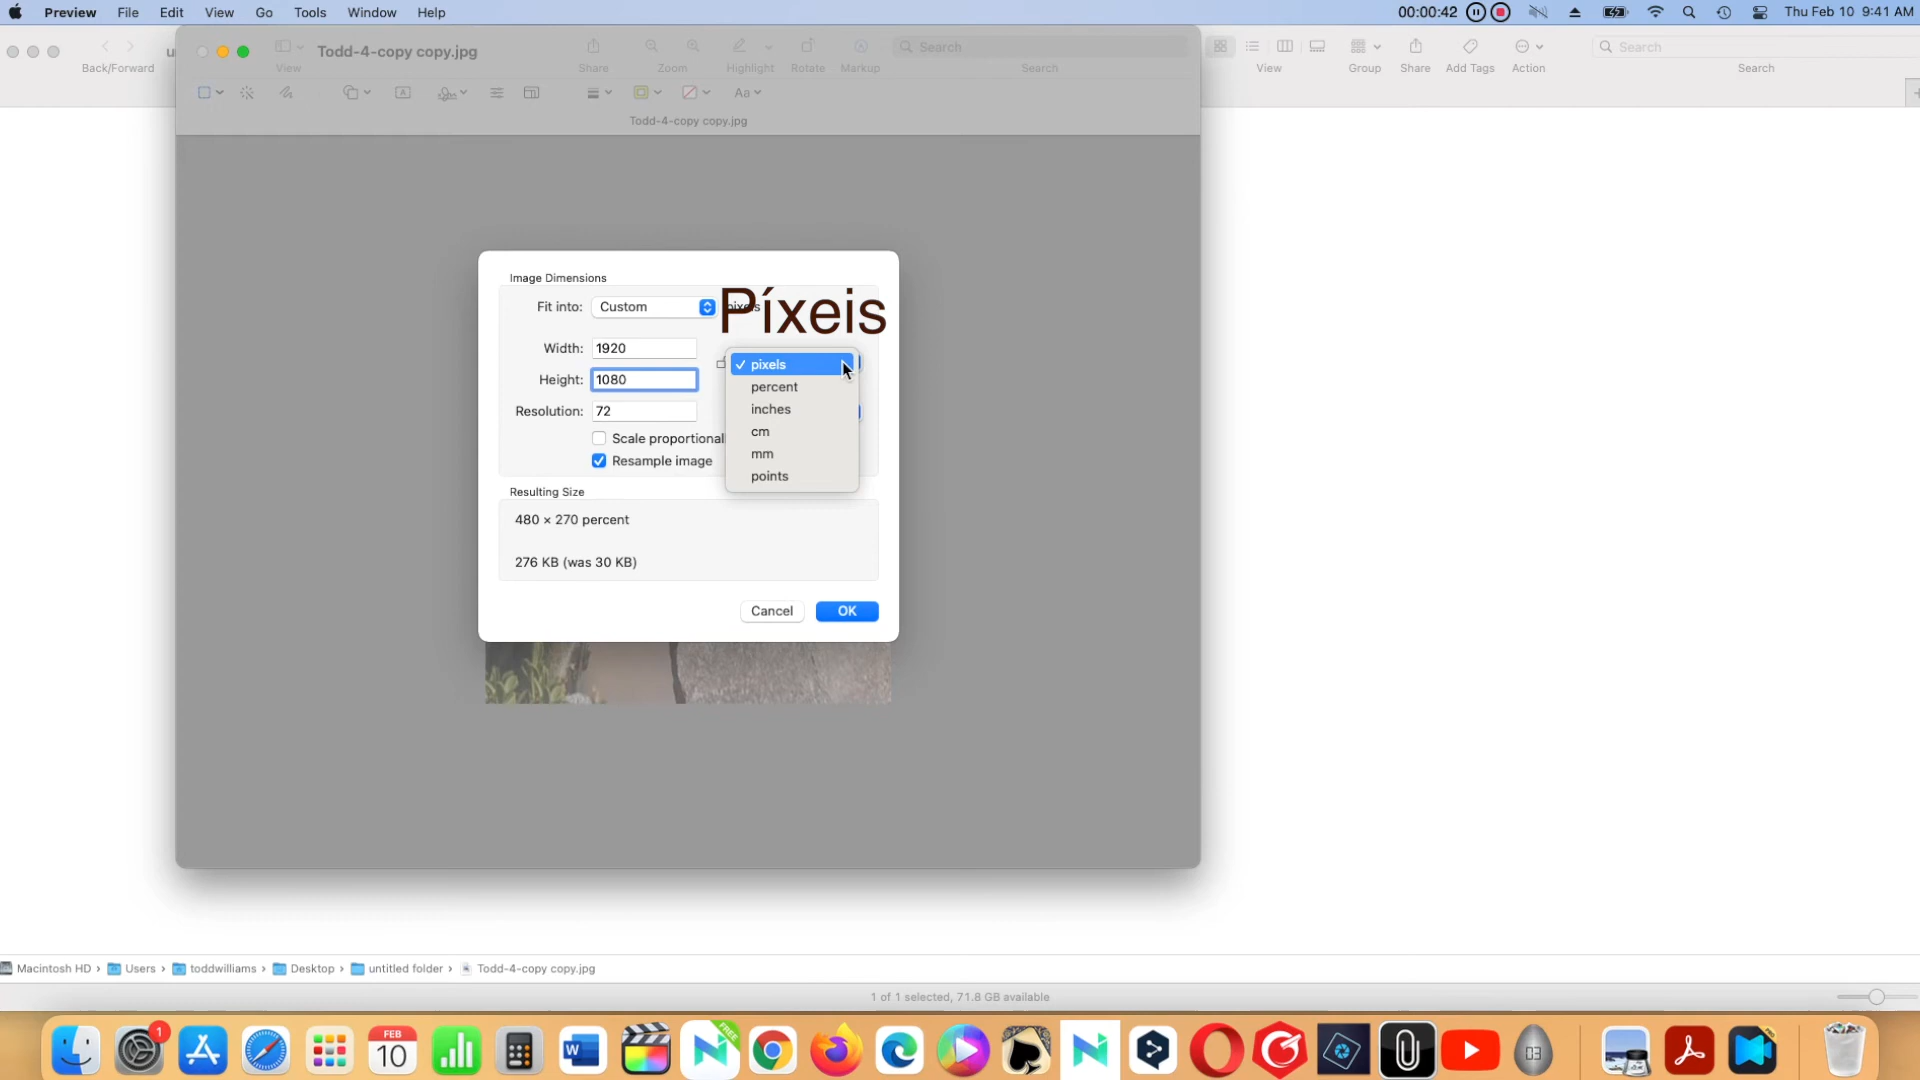 Preview File Edit View Go Tools Window Help
00:00:42 Thu Feb 10 9:41 AM
Todd-4-copy copy.jpg
Search
Search
Back/Forward
View Share Zoom Highlight Rotate Markup Search
View Group Share Add Tags Action Search
A
Aa
Todd-4-copy copy.jpg
Image Dimensions
Fit into: Custom
Píxeis
Width: 1920
Height: 1080
Resolution: 72
Scale proportional
Resample image
pixels
percent
inches
cm
mm
points
Resulting Size
480 × 270 percent
276 KB (was 30 KB)
Cancel OK
Macintosh HD › Users › toddwilliams › Desktop › untitled folder › Todd-4-copy copy.jpg
1 of 1 selected, 71.8 GB available
1
FEB
10
W
FREE
03